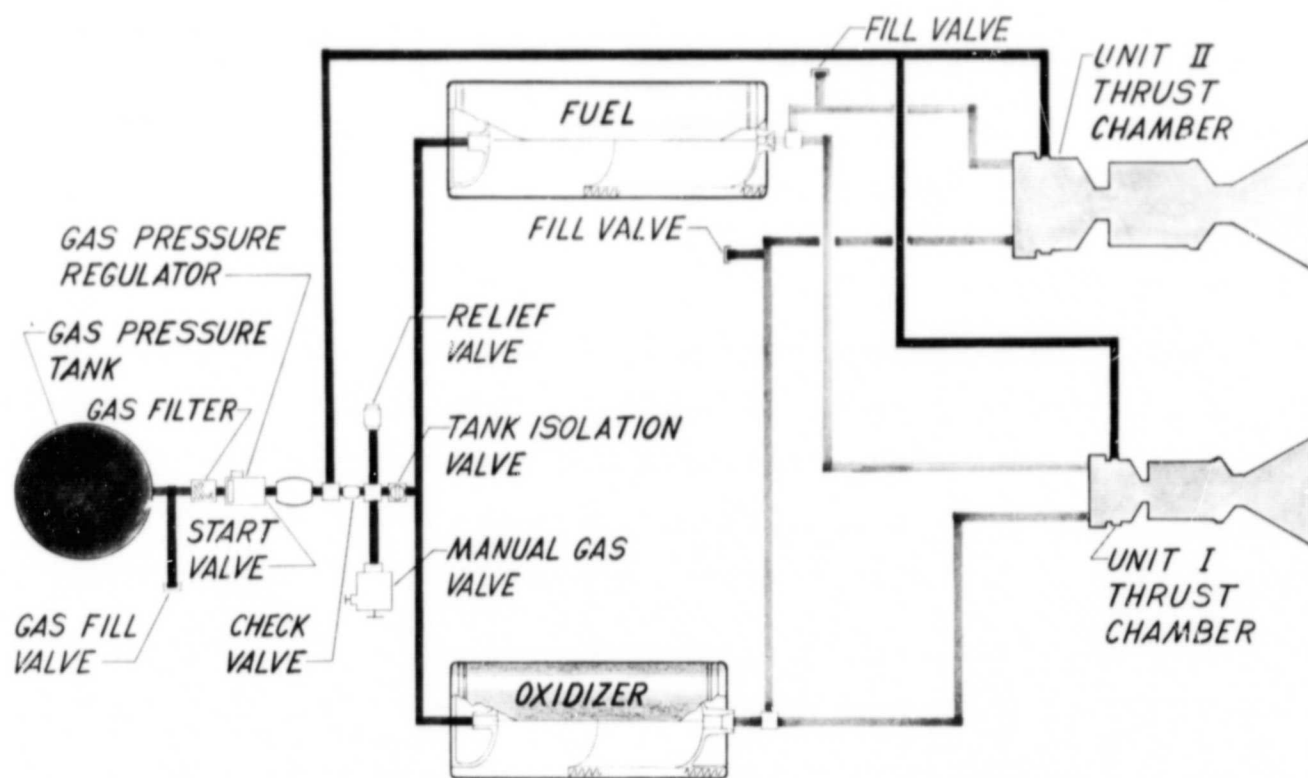 FILL VALVE
UNIT II
THRUST
CHAMBER
FUEL
FILL VALVE
GAS PRESSURE
REGULATOR
GAS PRESSURE
TANK
GAS FILTER
RELIEF
VALVE
TANK ISOLATION
VALVE
START
VALVE
MANUAL GAS
VALVE
GAS FILL
VALVE
CHECK
VALVE
UNIT I
THRUST
CHAMBER
OXIDIZER